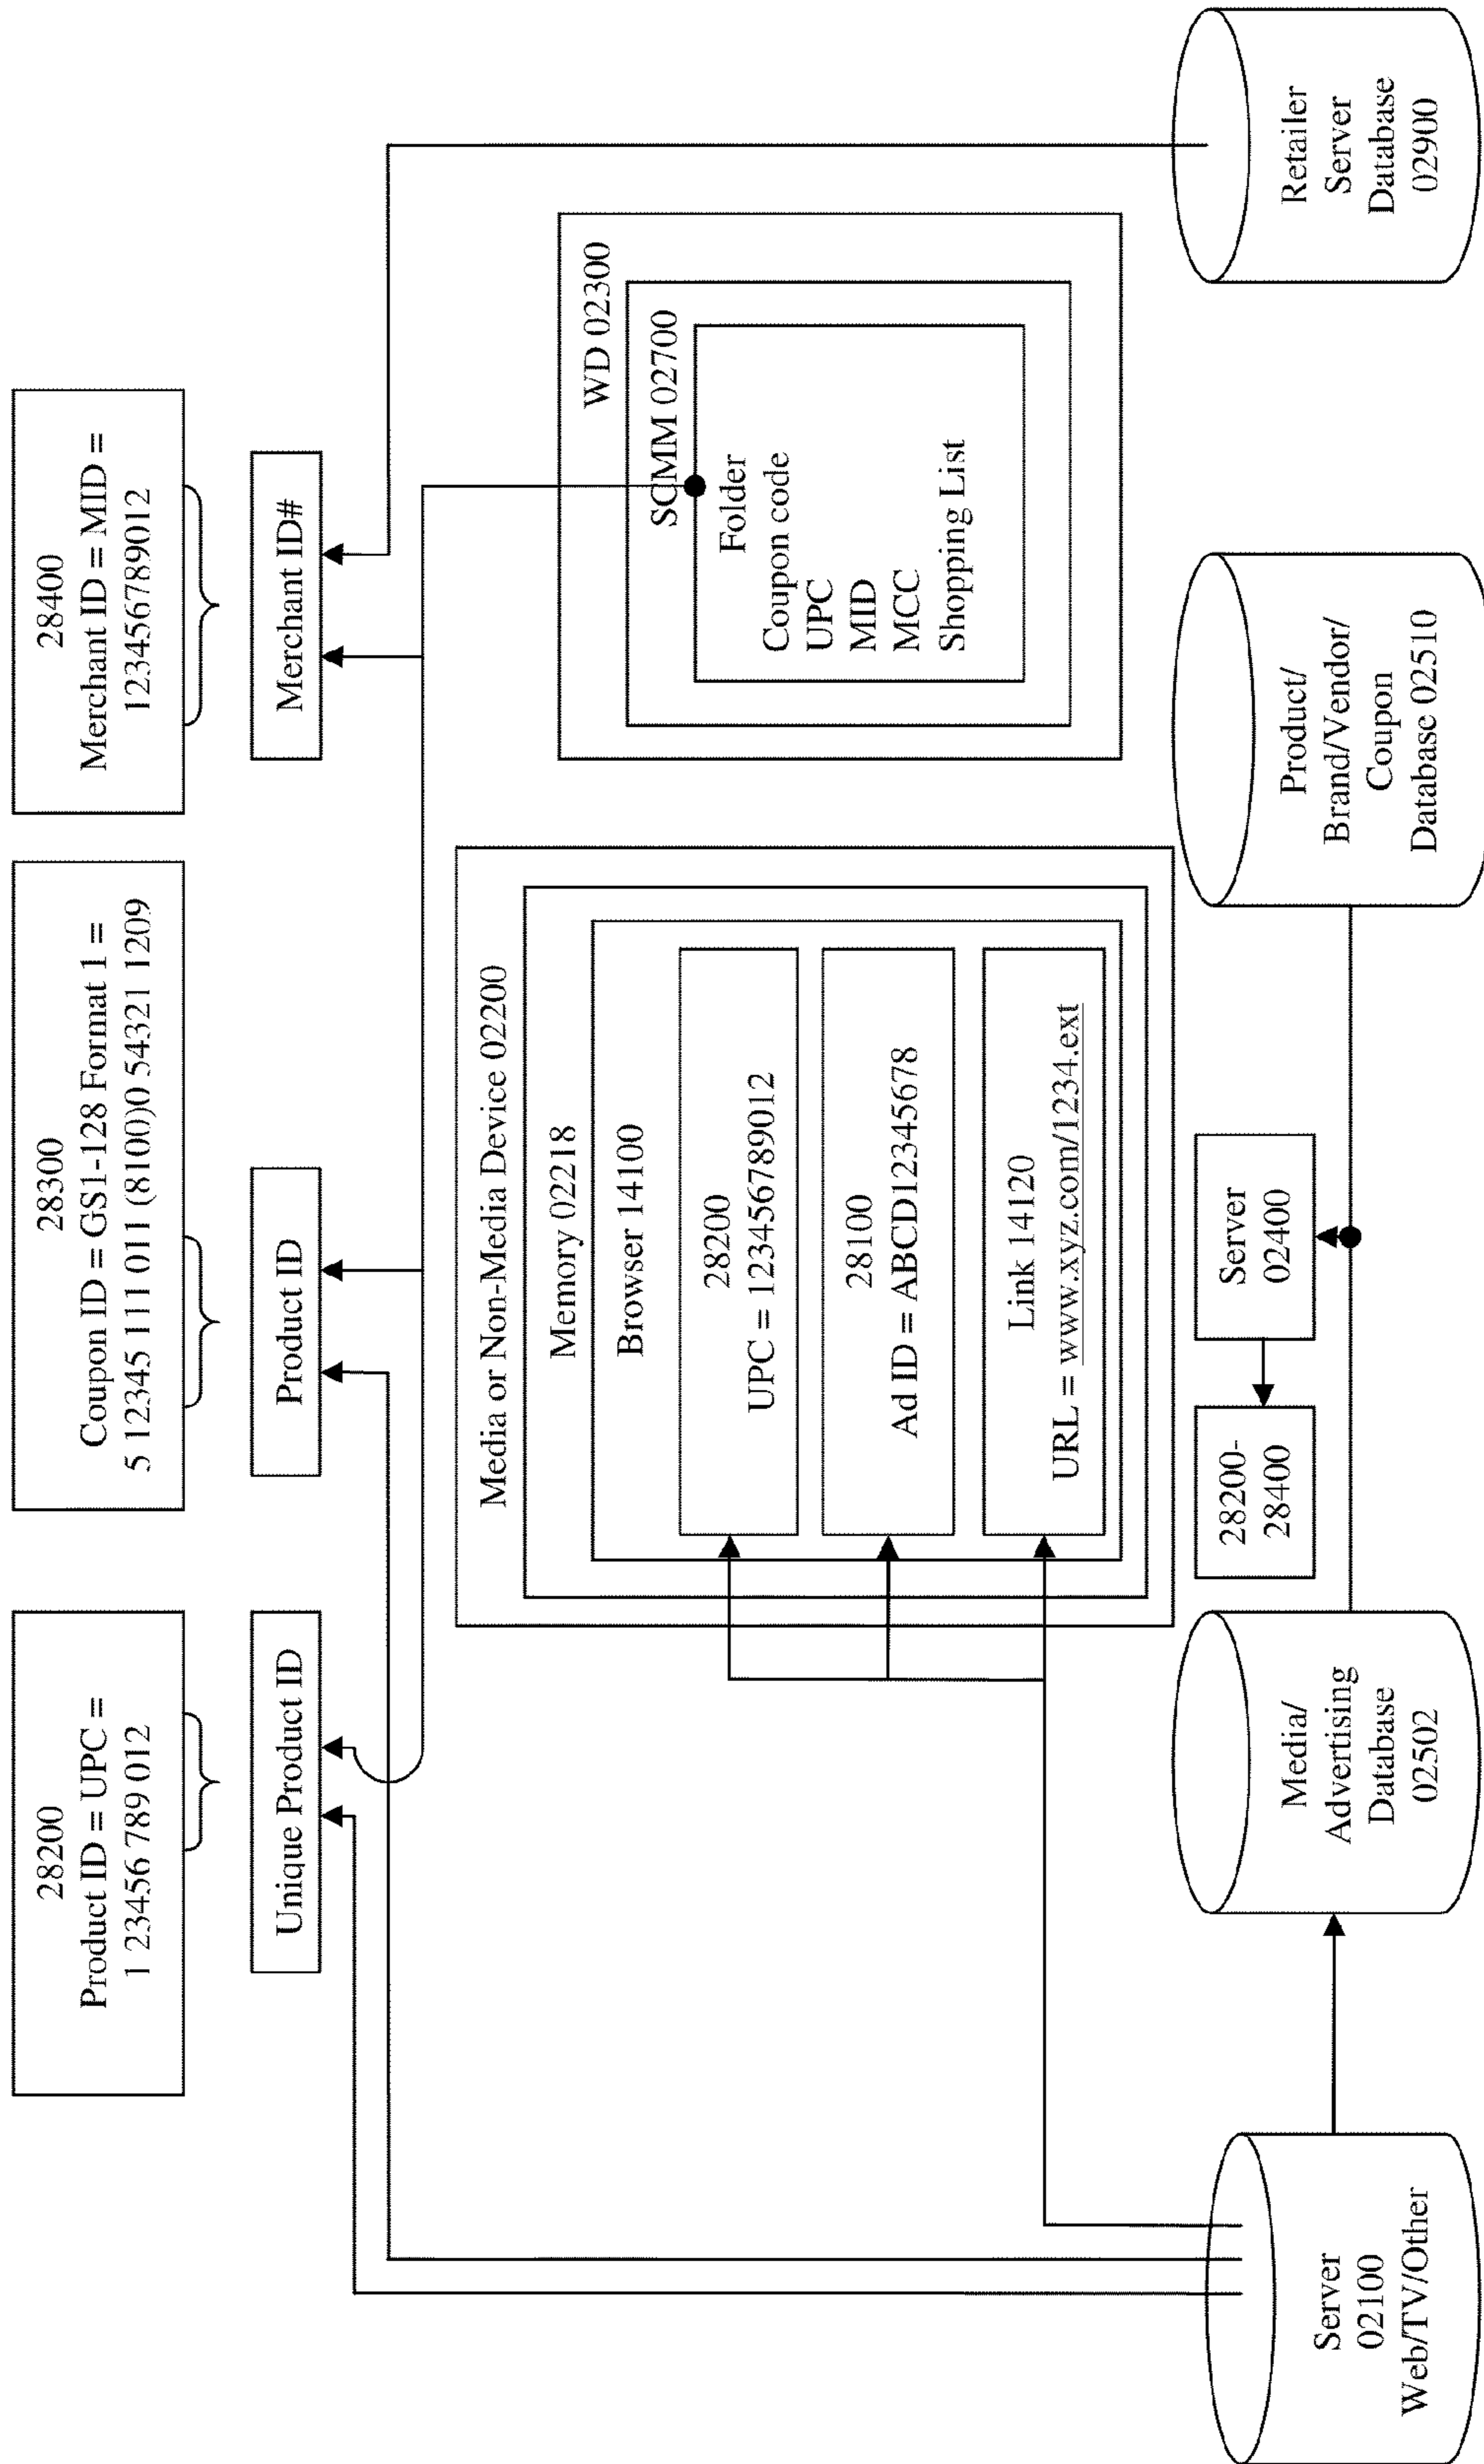 28200
Product ID = UPC =
1 23456 789 012
28300
Coupon ID = GS1-128 Format 1 =
5 12345 111 011 (8100)0 54321 1209
28400
Merchant ID = MID =
123456789012
Unique Product ID
Product ID
Merchant ID#
Media or Non-Media Device 02200
Memory 02218
Browser 14100
28200
UPC = 123456789012
28100
Ad ID = ABCD12345678
Link 14120
URL = www.xyz.com/1234.ext
WD 02300
SCMM 02700
Folder
Coupon code
UPC
MID
MCC
Shopping List
Server
02100
Web/TV/Other
Media/
Advertising
Database
02502
28200-
28400
Server
02400
Product/
Brand/Vendor/
Coupon
Database 02510
Retailer
Server
Database
02900